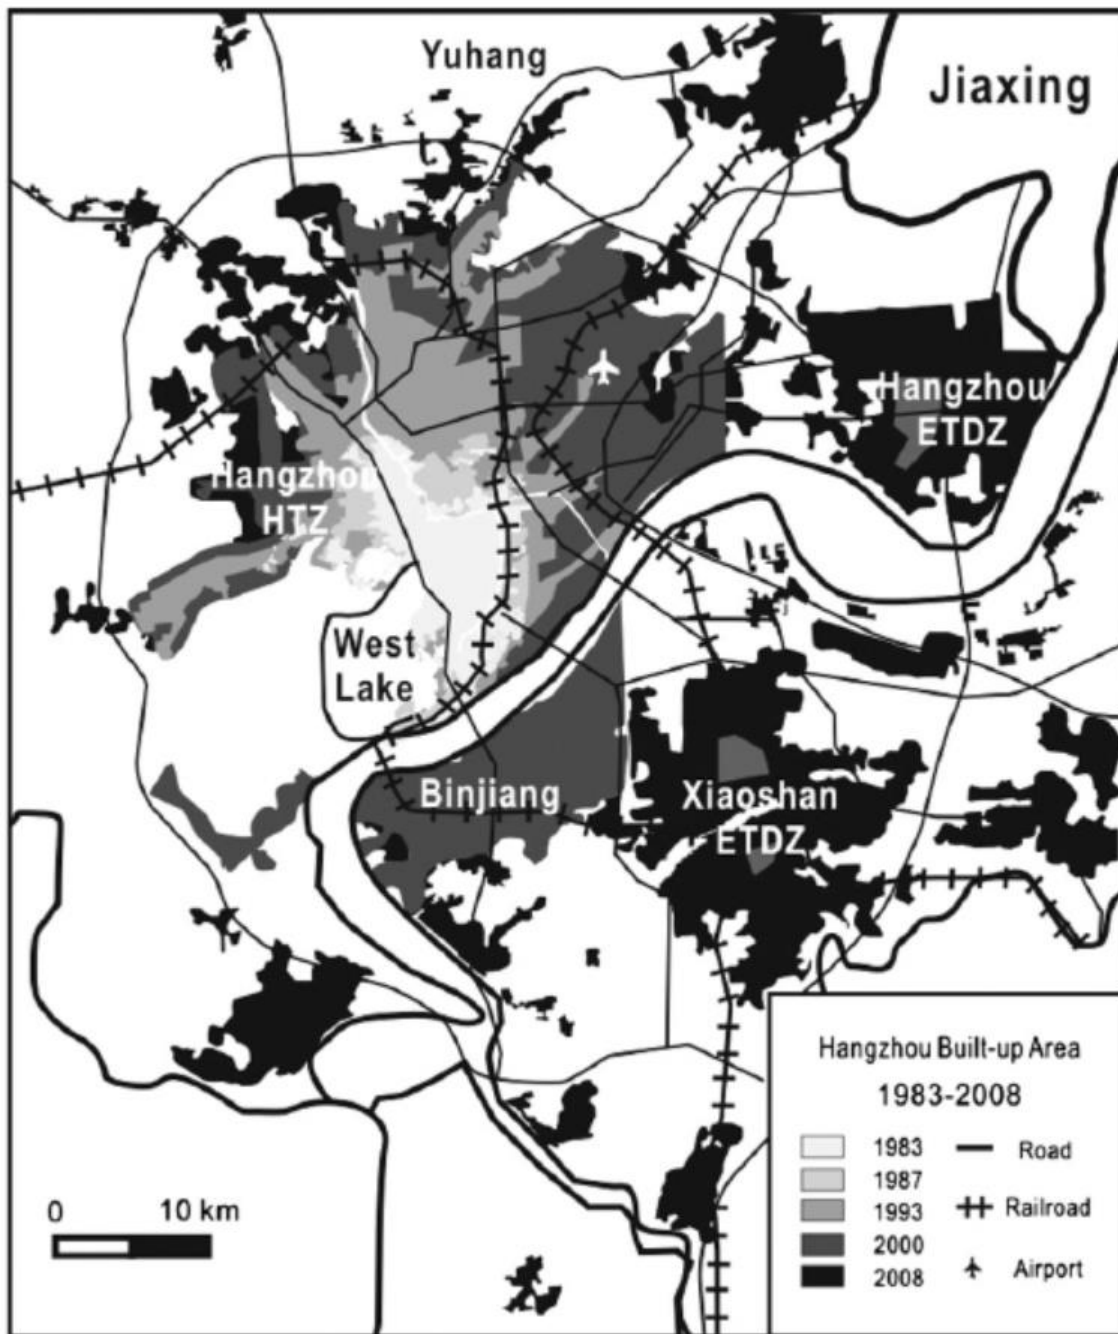 Yuhang
Jiaxing
Hangzhou
ETDZ
Hangzhou
HTZ
West
Lake
Binjiang
Xiaoshan
ETDZ
Hangzhou Built-up Area
1983-2008
1983
Road
1987
1993
Railroad
2000
2008
Airport
0 10 km